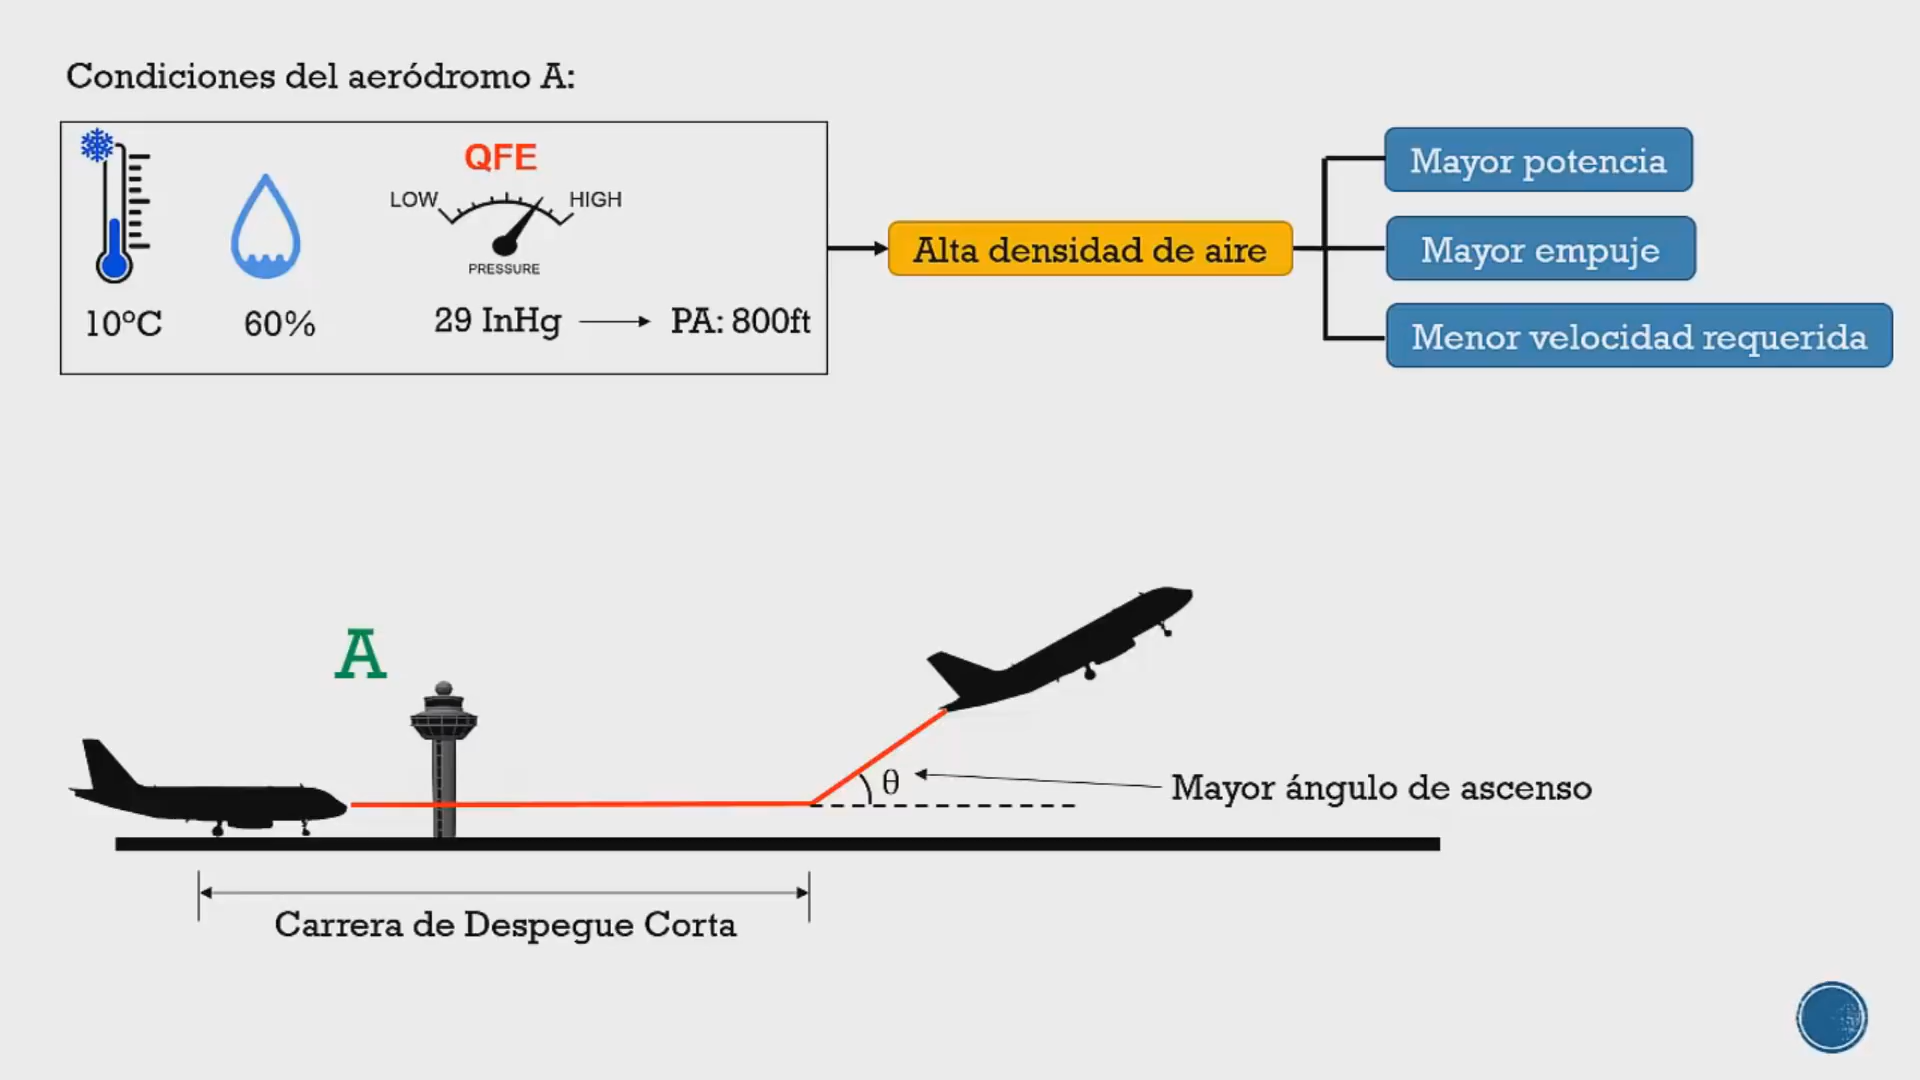 Condiciones del aeródromo A:
QFE
LOW
HIGH
PRESSURE
10ºC
60%
29 InHg
PA: 800ft
Alta densidad de aire
Mayor potencia
Mayor empuje
Menor velocidad requerida
A
θ
Mayor ángulo de ascenso
Carrera de Despegue Corta